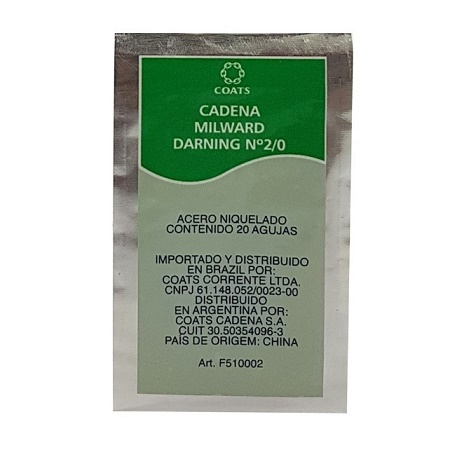 COATS
CADENA
MILWARD
DARNING Nº2/0
ACERO NIQUELADO
CONTENIDO 20 AGUJAS
IMPORTADO Y DISTRIBUIDO
EN BRAZIL POR:
COATS CORRENTE LTDA.
CNPJ 61.148.052/0023-00
DISTRIBUIDO
EN ARGENTINA POR:
COATS CADENA S.A.
CUIT 30.50354096-3
PAÍS DE ORIGEM: CHINA
Art. F510002